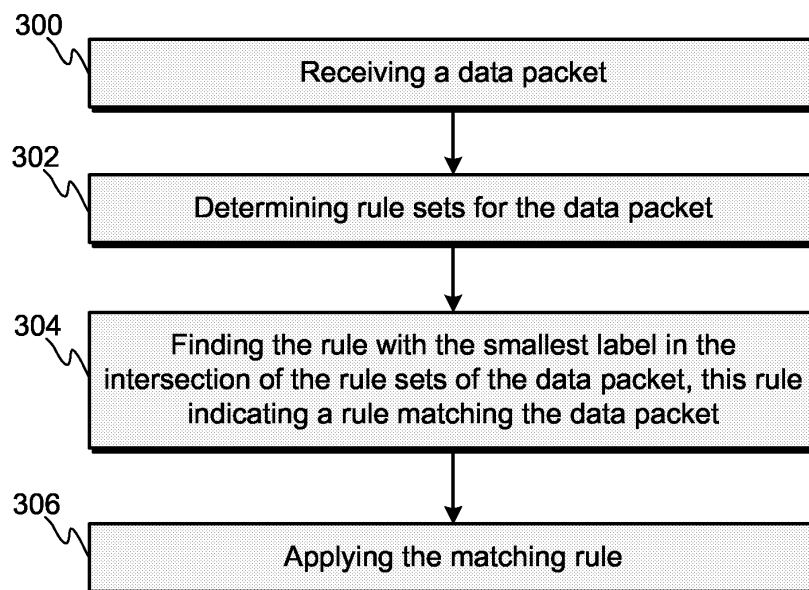 300
Receiving a data packet
302
Determining rule sets for the data packet
304
Finding the rule with the smallest label in the
intersection of the rule sets of the data packet, this rule
indicating a rule matching the data packet
306
Applying the matching rule